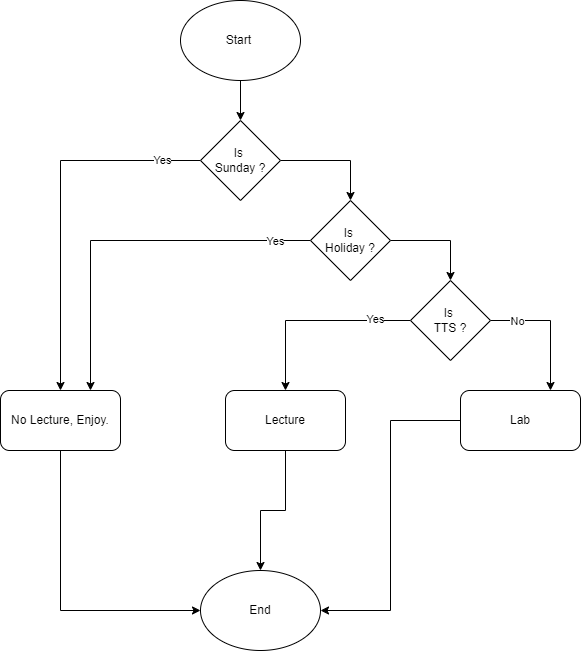 Start
Is
Sunday ?
Yes
Is
Holiday ?
Yes
Is
TTS ?
Yes
No
No Lecture, Enjoy.
Lecture
Lab
End